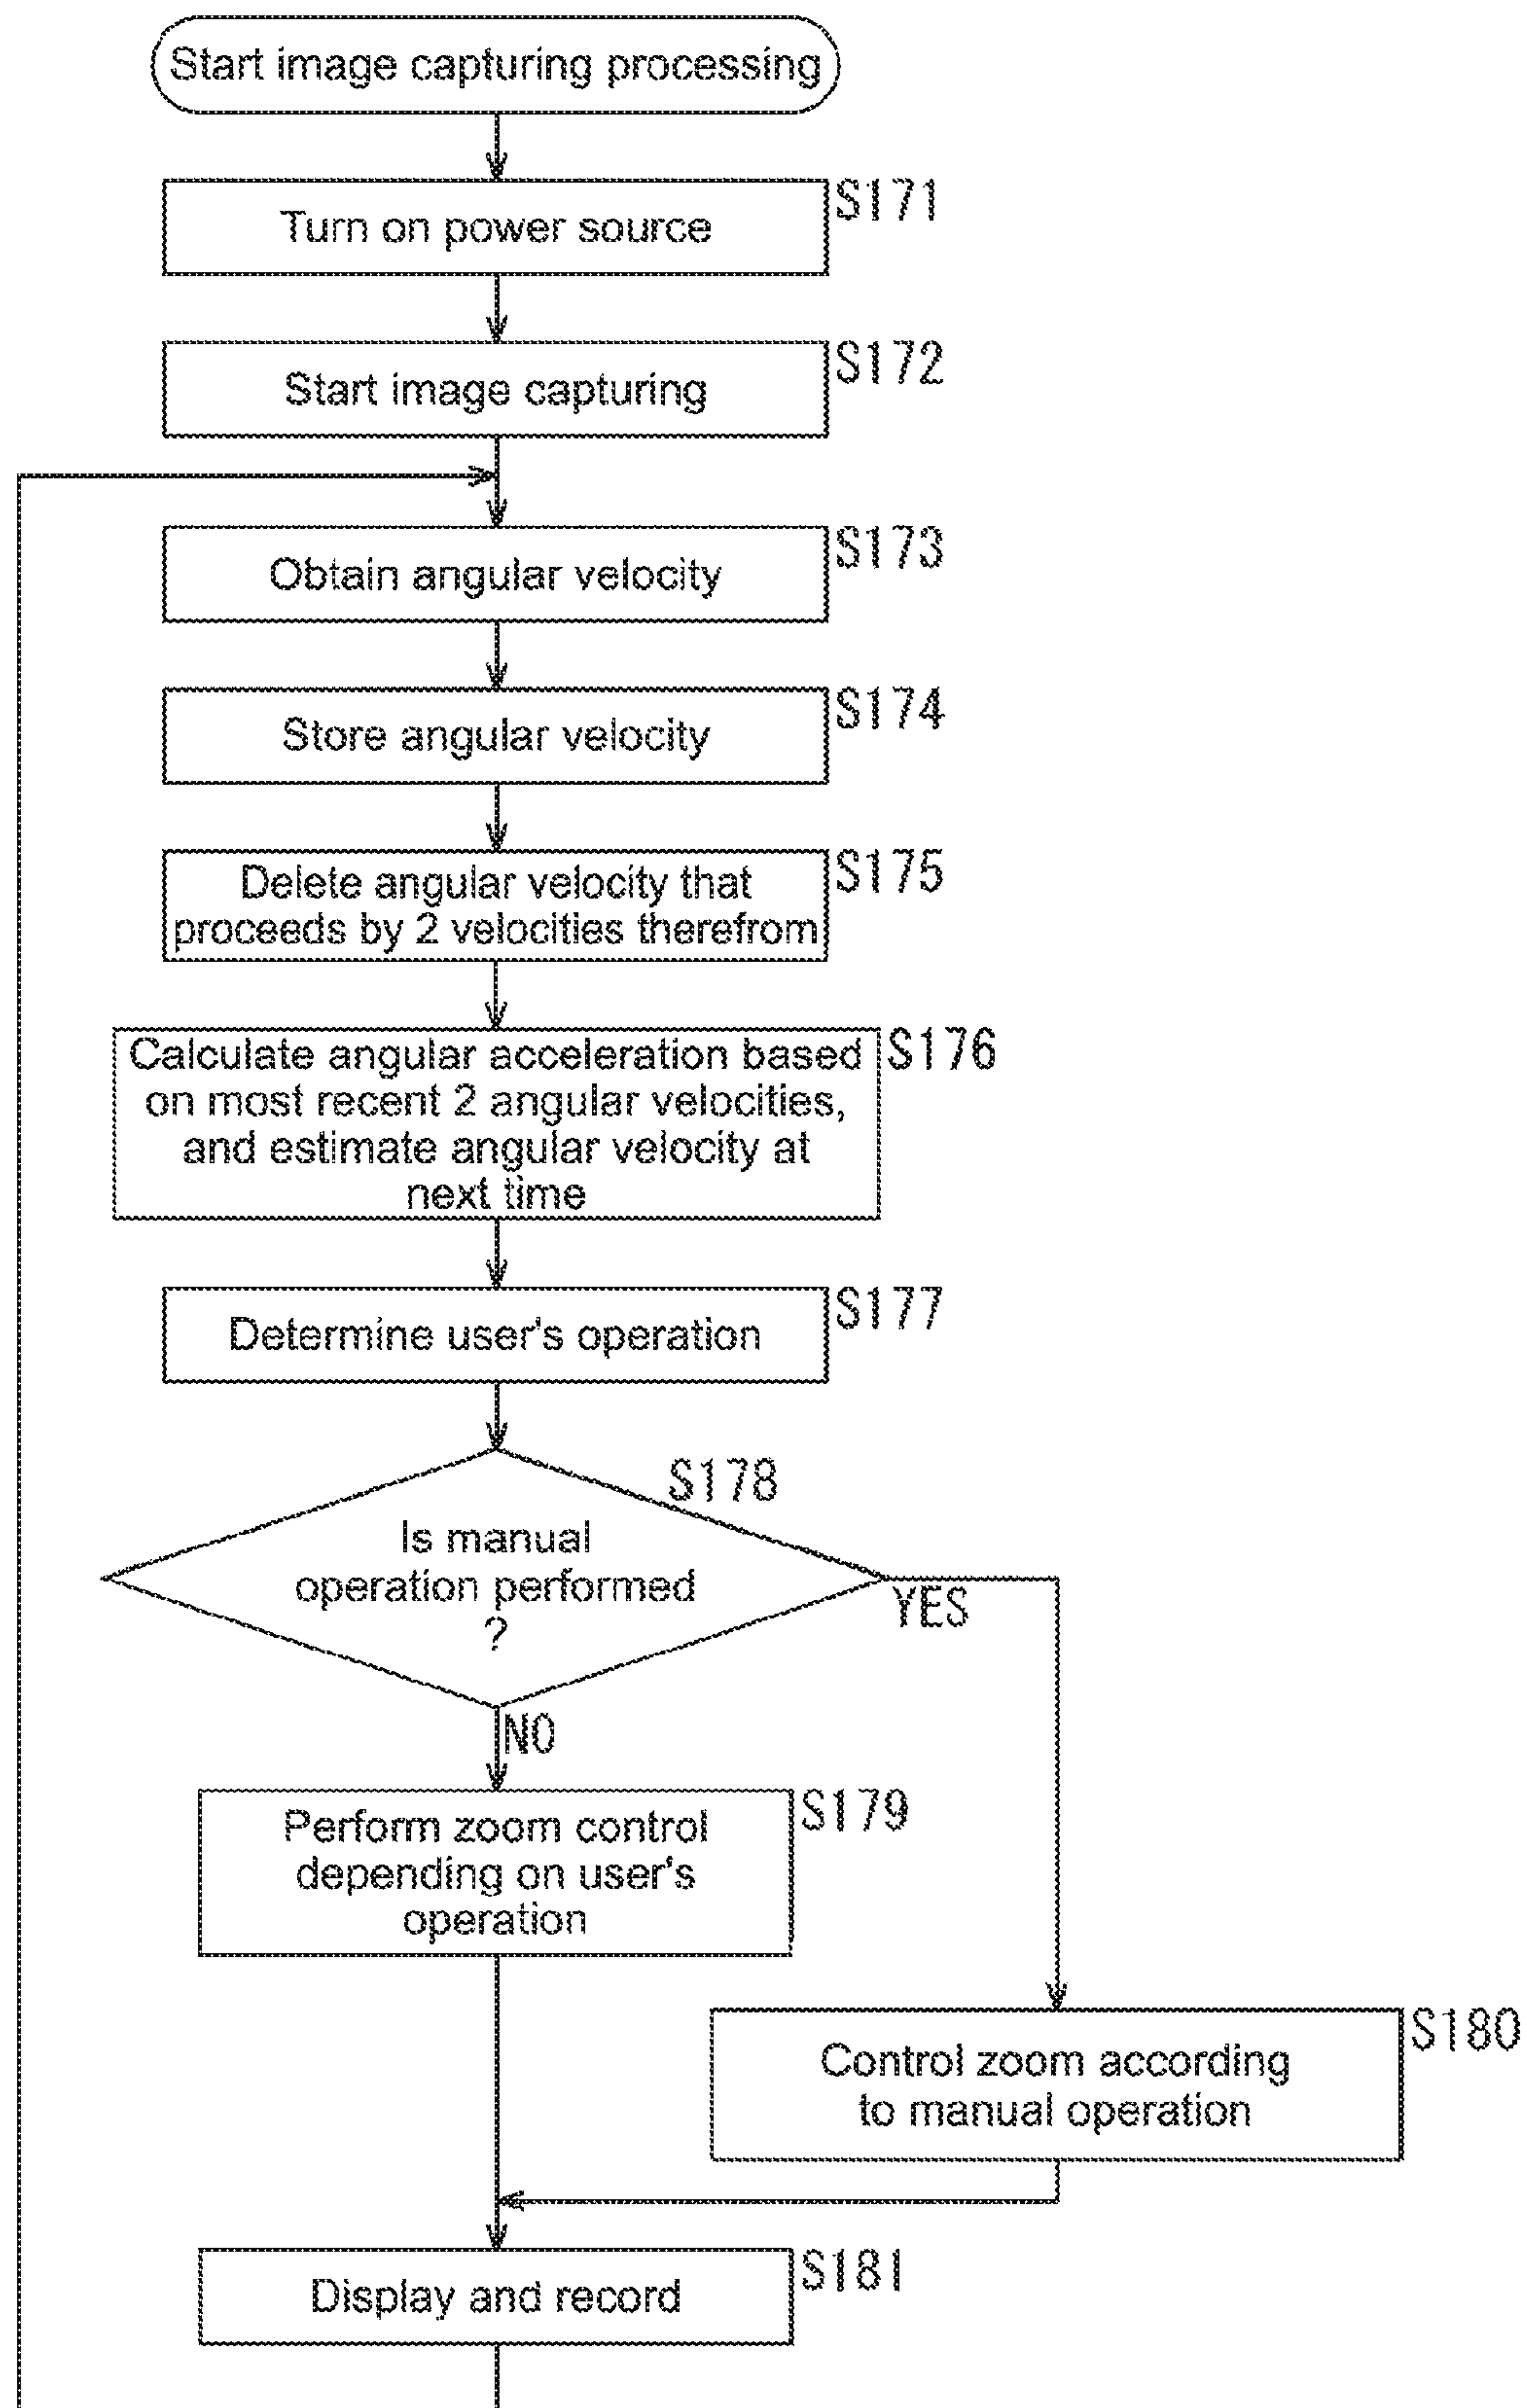 Start image capturing processing
S171
Turn on power source
S172
Start image capturing
S173
Obtain angular velocity
S174
Store angular velocity
S175
Delete angular velocity that
proceeds by 2 velocities therefrom
S176
Calculate angular acceleration based
on most recent 2 angular velocities,
and estimate angular velocity at
next time
S177
Determine user's operation
S178
Is manual
operation performed
?
YES
NO
S179
Perform zoom control
depending on user's
operation
S180
Control zoom according
to manual operation
S181
Display and record